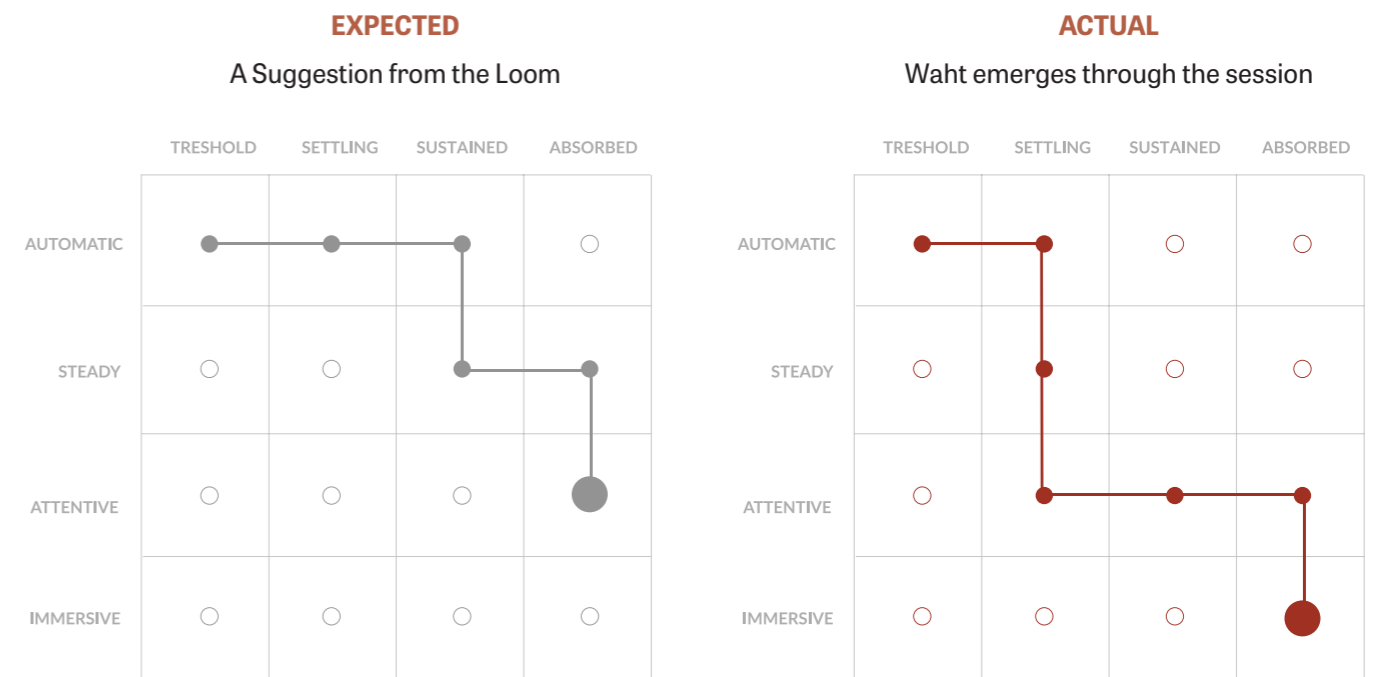 EXPECTED
A Suggestion from the Loom
TRESHOLD SETTLING SUSTAINED ABSORBED
AUTOMATIC
STEADY
ATTENTIVE
IMMERSIVE
ACTUAL
Waht emerges through the session
TRESHOLD SETTLING SUSTAINED ABSORBED
AUTOMATIC
STEADY
ATTENTIVE
IMMERSIVE